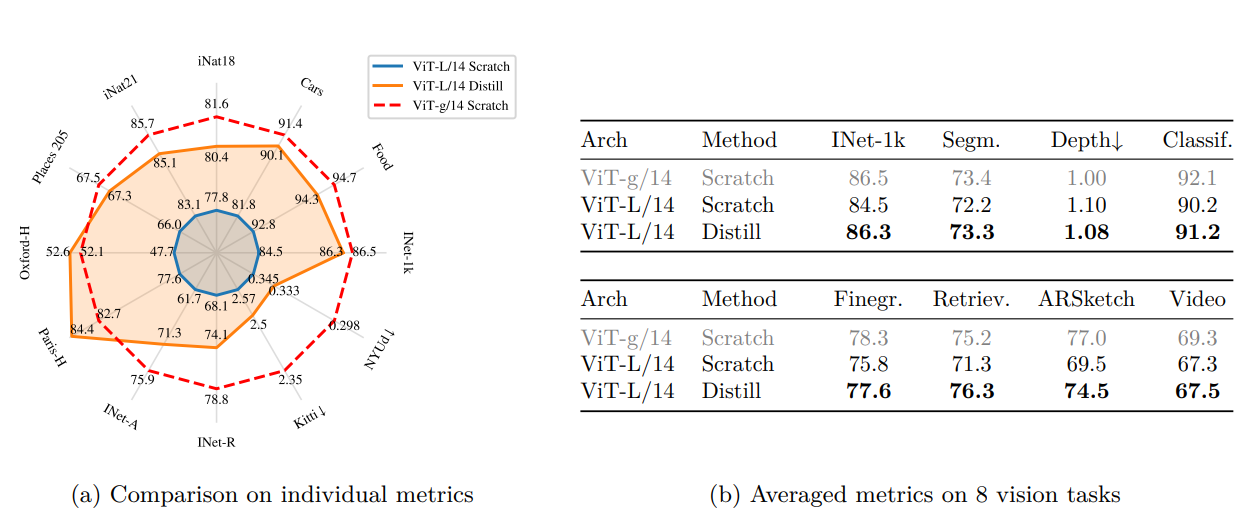 iNat18
iNat21
Cars
Places 205
Food
Oxford-H
INet-1k
Paris-H
NYUd↓
INet-A
Kitti↓
INet-R
ViT-L/14 Scratch
ViT-L/14 Distill
ViT-g/14 Scratch
81.6
85.7
91.4
80.4
85.1
90.1
67.5
94.7
67.3
94.3
77.8
83.1
81.8
66.0
92.8
52.6
52.1
47.7
84.5
86.3
86.5
77.6
0.345
0.333
61.7
68.1
2.57
82.7
84.4
71.3
74.1
2.5
0.298
75.9
78.8
2.35
(a) Comparison on individual metrics
Arch Method INet-1k Segm. Depth↓ Classif.
ViT-g/14 Scratch 86.5 73.4 1.00 92.1
ViT-L/14 Scratch 84.5 72.2 1.10 90.2
ViT-L/14 Distill 86.3 73.3 1.08 91.2
Arch Method Finegr. Retriev. ARSketch Video
ViT-g/14 Scratch 78.3 75.2 77.0 69.3
ViT-L/14 Scratch 75.8 71.3 69.5 67.3
ViT-L/14 Distill 77.6 76.3 74.5 67.5
(b) Averaged metrics on 8 vision tasks